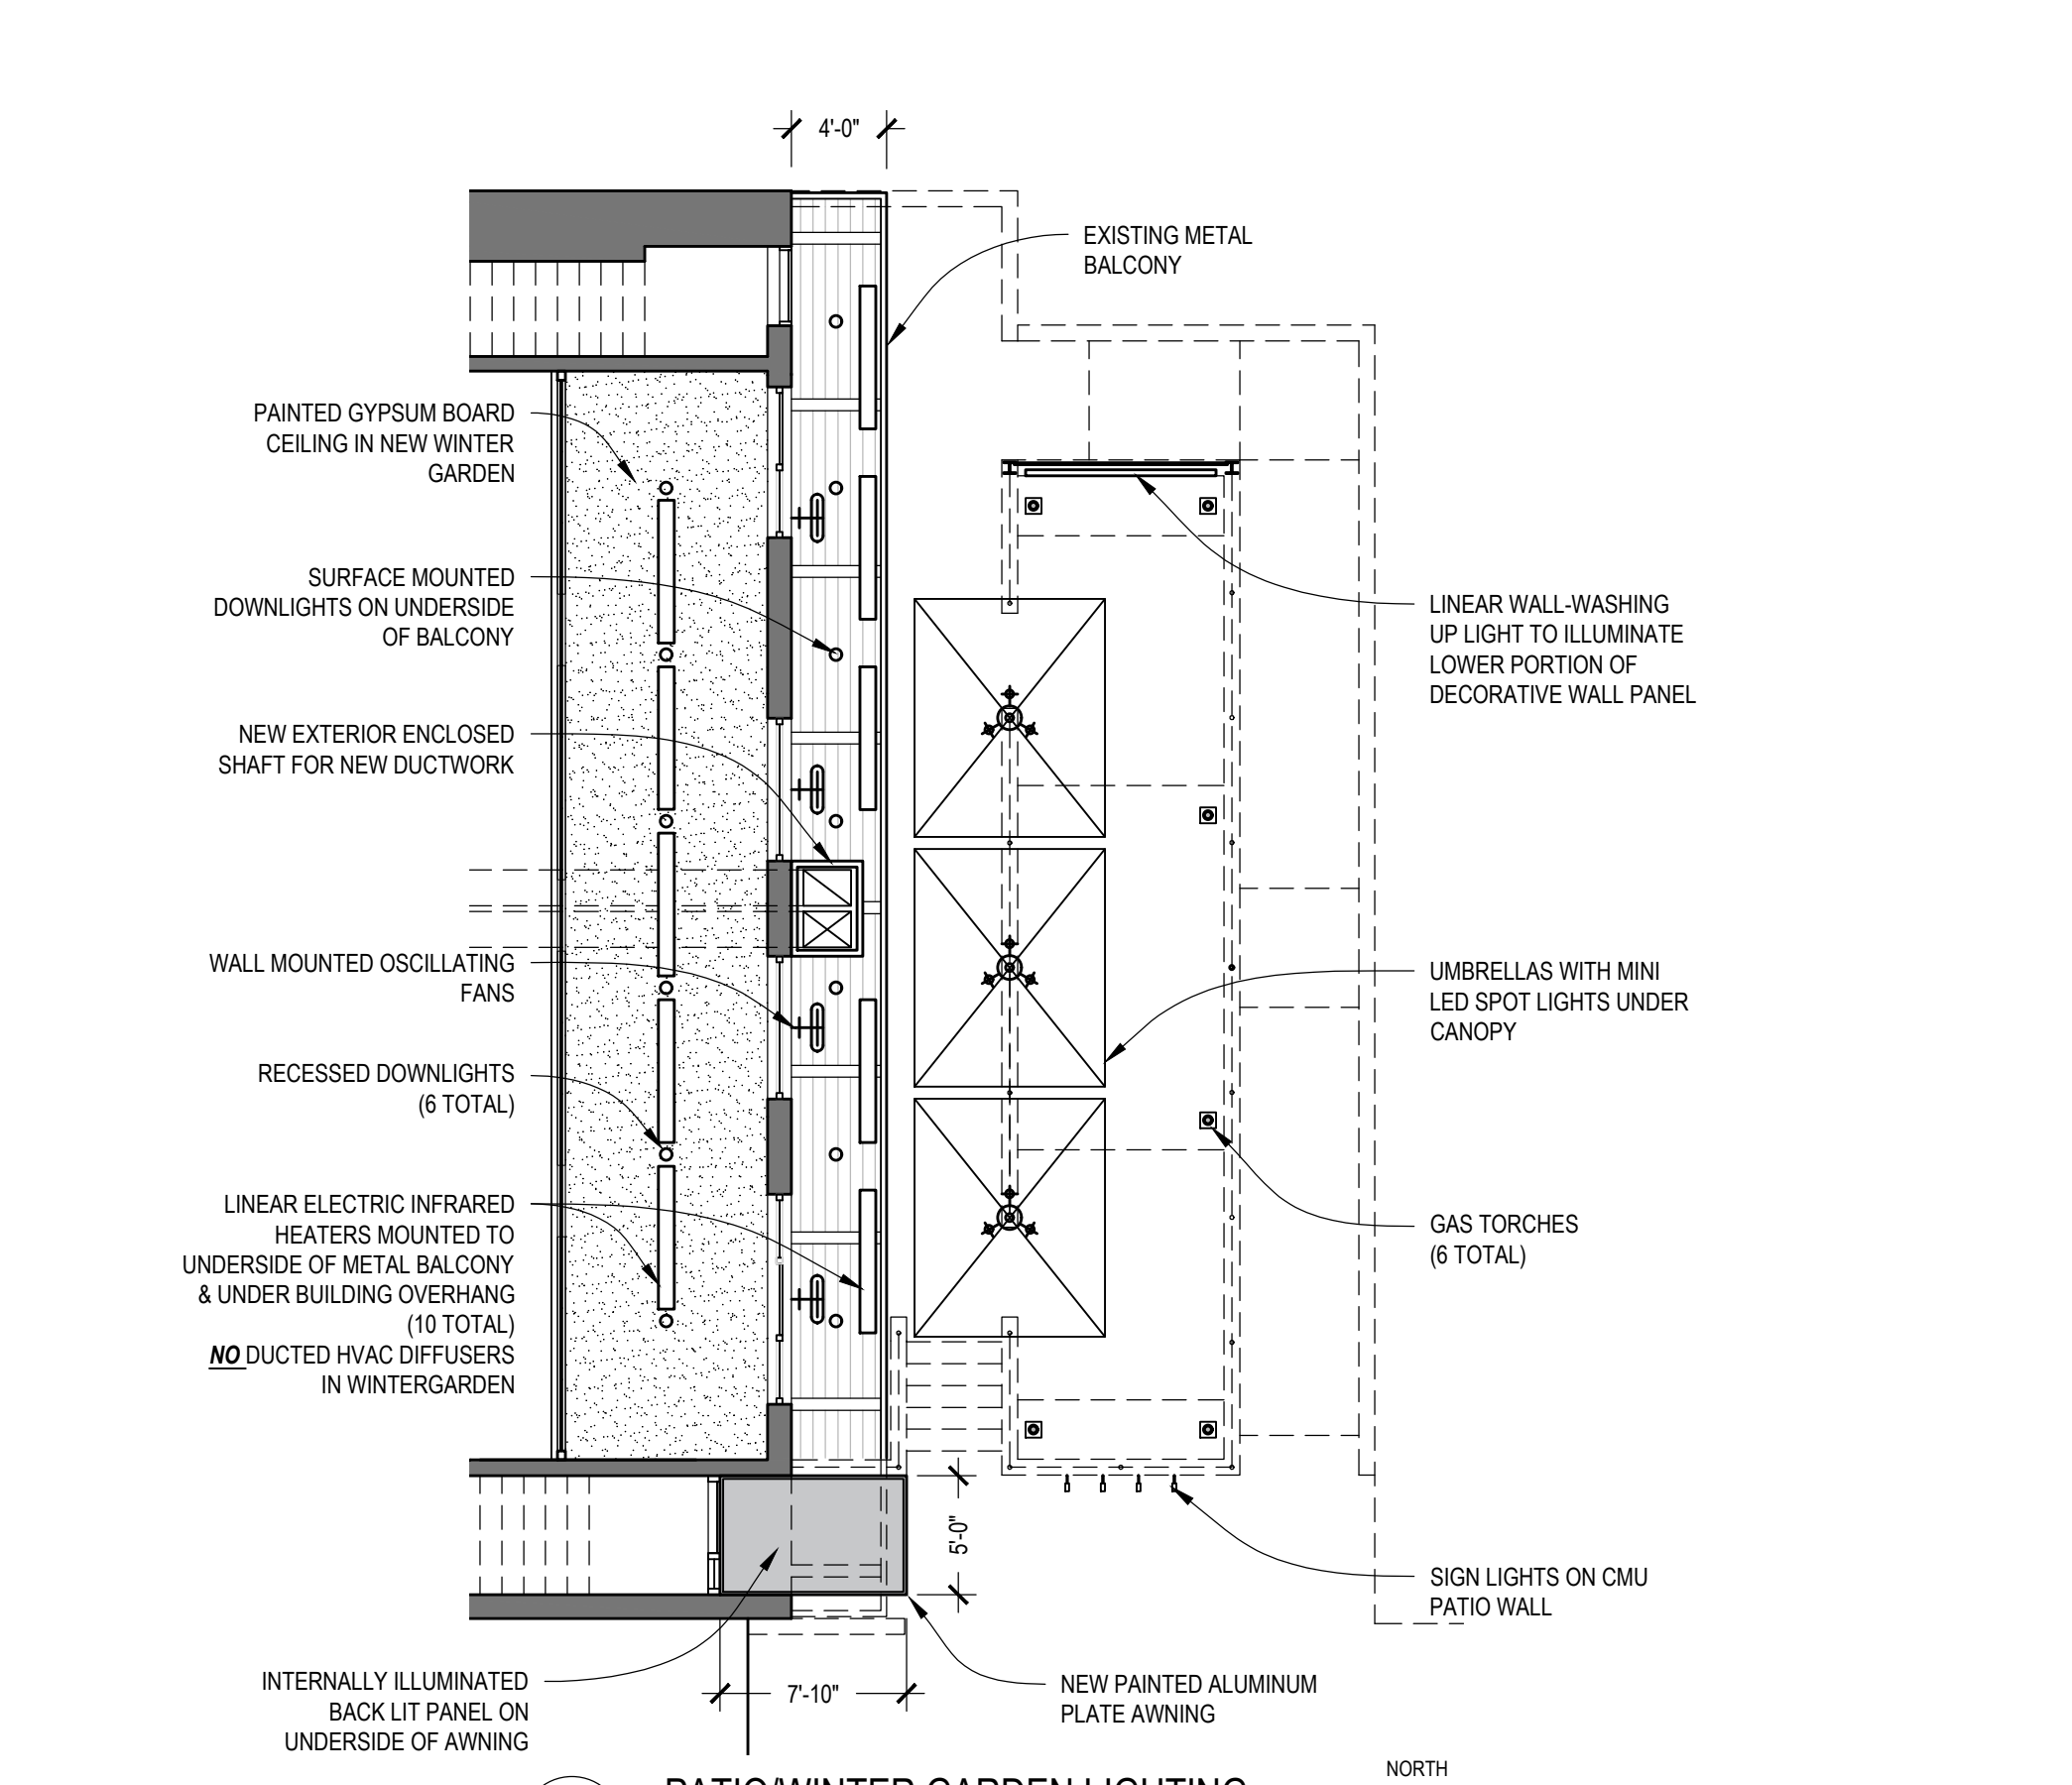 4'-0"
EXISTING METAL
BALCONY
PAINTED GYPSUM BOARD
CEILING IN NEW WINTER
GARDEN
SURFACE MOUNTED
DOWNLIGHTS ON UNDERSIDE
OF BALCONY
LINEAR WALL-WASHING
UP LIGHT TO ILLUMINATE
LOWER PORTION OF
DECORATIVE WALL PANEL
NEW EXTERIOR ENCLOSED
SHAFT FOR NEW DUCTWORK
WALL MOUNTED OSCILLATING
FANS
UMBRELLAS WITH MINI
LED SPOT LIGHTS UNDER
CANOPY
RECESSED DOWNLIGHTS
(6 TOTAL)
LINEAR ELECTRIC INFRARED
HEATERS MOUNTED TO
UNDERSIDE OF METAL BALCONY
& UNDER BUILDING OVERHANG
(10 TOTAL)
NO DUCTED HVAC DIFFUSERS
IN WINTERGARDEN
GAS TORCHES
(6 TOTAL)
5'-0"
SIGN LIGHTS ON CMU
PATIO WALL
INTERNALLY ILLUMINATED
BACK LIT PANEL ON
UNDERSIDE OF AWNING
7'-10"
NEW PAINTED ALUMINUM
PLATE AWNING
PATIO/WINTER GARDEN LIGHTING
NORTH